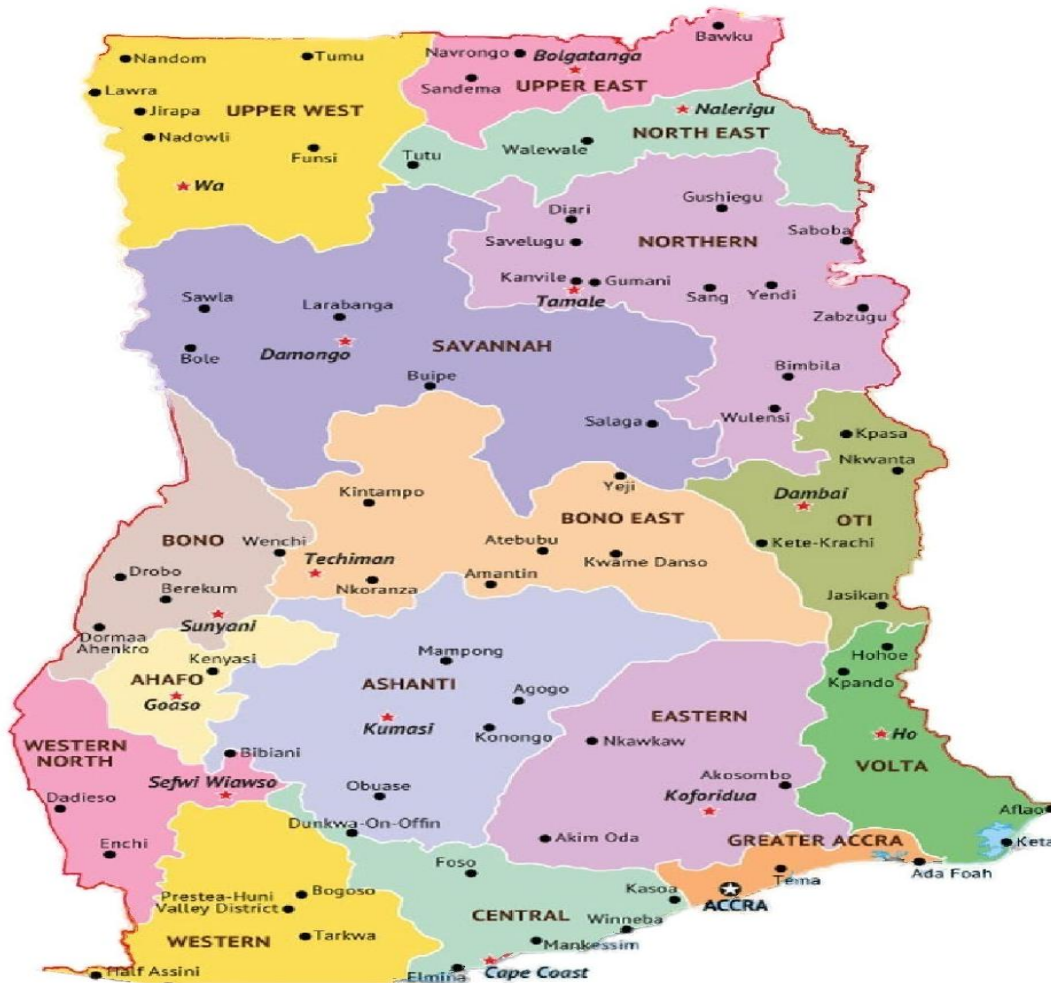 Bawku
Nandom
Tumu
Navrongo
Bolgatanga
Sandema
UPPER EAST
Lawra
Jirapa
UPPER WEST
Nalerigu
NORTH EAST
Nadowli
Funsi
Tutu
Walewale
Wa
Diari
Gushiegu
Savelugu
NORTHERN
Saboba
Kanvile
Gumani
Sang
Yendi
Tamale
Zabzugu
Sawla
Larabanga
Bole
Damongo
SAVANNAH
Buipe
Bimbila
Salaga
Wulensi
Kpasa
Nkwanta
Kintampo
Yeji
Dambai
BONO EAST
OTI
BONO
Wenchi
Techiman
Atebubu
Kwame Danso
Kete-Krachi
Drobo
Berekum
Nkoranza
Amantin
Jasikan
Sunyani
Dormaa
Ahenkro
Kenyasi
Mampong
Hohoe
Kpando
AHAFO
Goaso
ASHANTI
Agogo
EASTERN
Kumasi
Konongo
Nkawkaw
Ho
WESTERN
NORTH
Bibiani
VOLTA
Sefwi Wiawso
Obuase
Akosombo
Koforidua
Dadieso
Aflao
Dunkwa-On-Offin
Akim Oda
GREATER ACCRA
Keta
Enchi
Foso
Tema
Ada Foah
Prestea-Huni
Valley District
Bogoso
Kasoa
ACCRA
CENTRAL
Winneba
WESTERN
Tarkwa
Mankessim
Half Assini
Elmina
Cape Coast